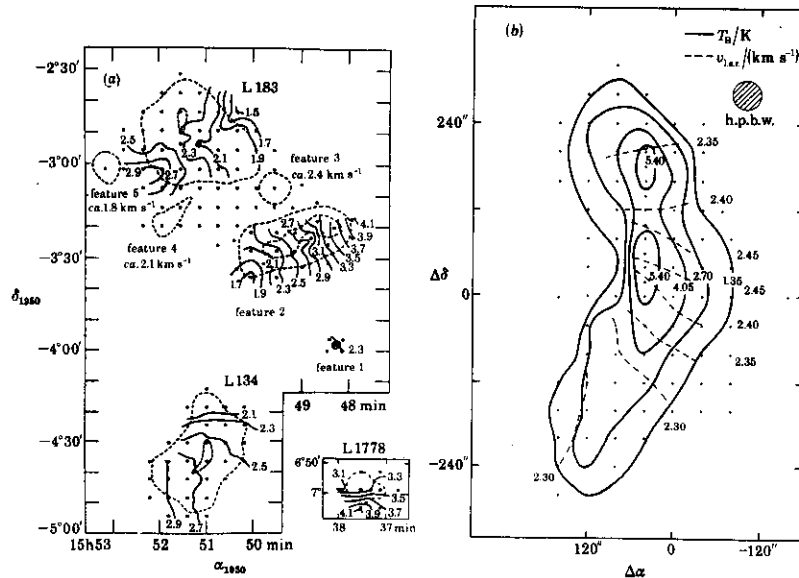 (a)
L 183
−2°30′
−3°00′
−3°30′
−4°00′
−4°30′
−5°00′
δ1950
1.5
1.7
1.9
2.1
2.3
2.5
2.7
2.9
feature 3
ca. 2.4 km s⁻¹
feature 5
ca. 1.8 km s⁻¹
feature 4
ca. 2.1 km s⁻¹
2.7
4.1
3.9
3.7
3.5
3.3
3.1
2.9
2.5
2.3
2.1
1.9
1.7
feature 2
2.3
feature 1
49
48 min
L 134
2.1
2.3
2.5
2.7
2.9
L 1778
6°50′
7°
3.1
3.3
3.5
3.7
3.9
4.1
38
37
min
15h53
52
51
50 min
α1950
(b)
TB/K
vl.s.r./(km s⁻¹)
h.p.b.w.
240″
0
−240″
Δδ
5.40
2.35
2.40
2.45
5.40
2.70
4.05
1.35
2.45
2.40
2.35
2.30
2.30
120″
0
−120″
Δα